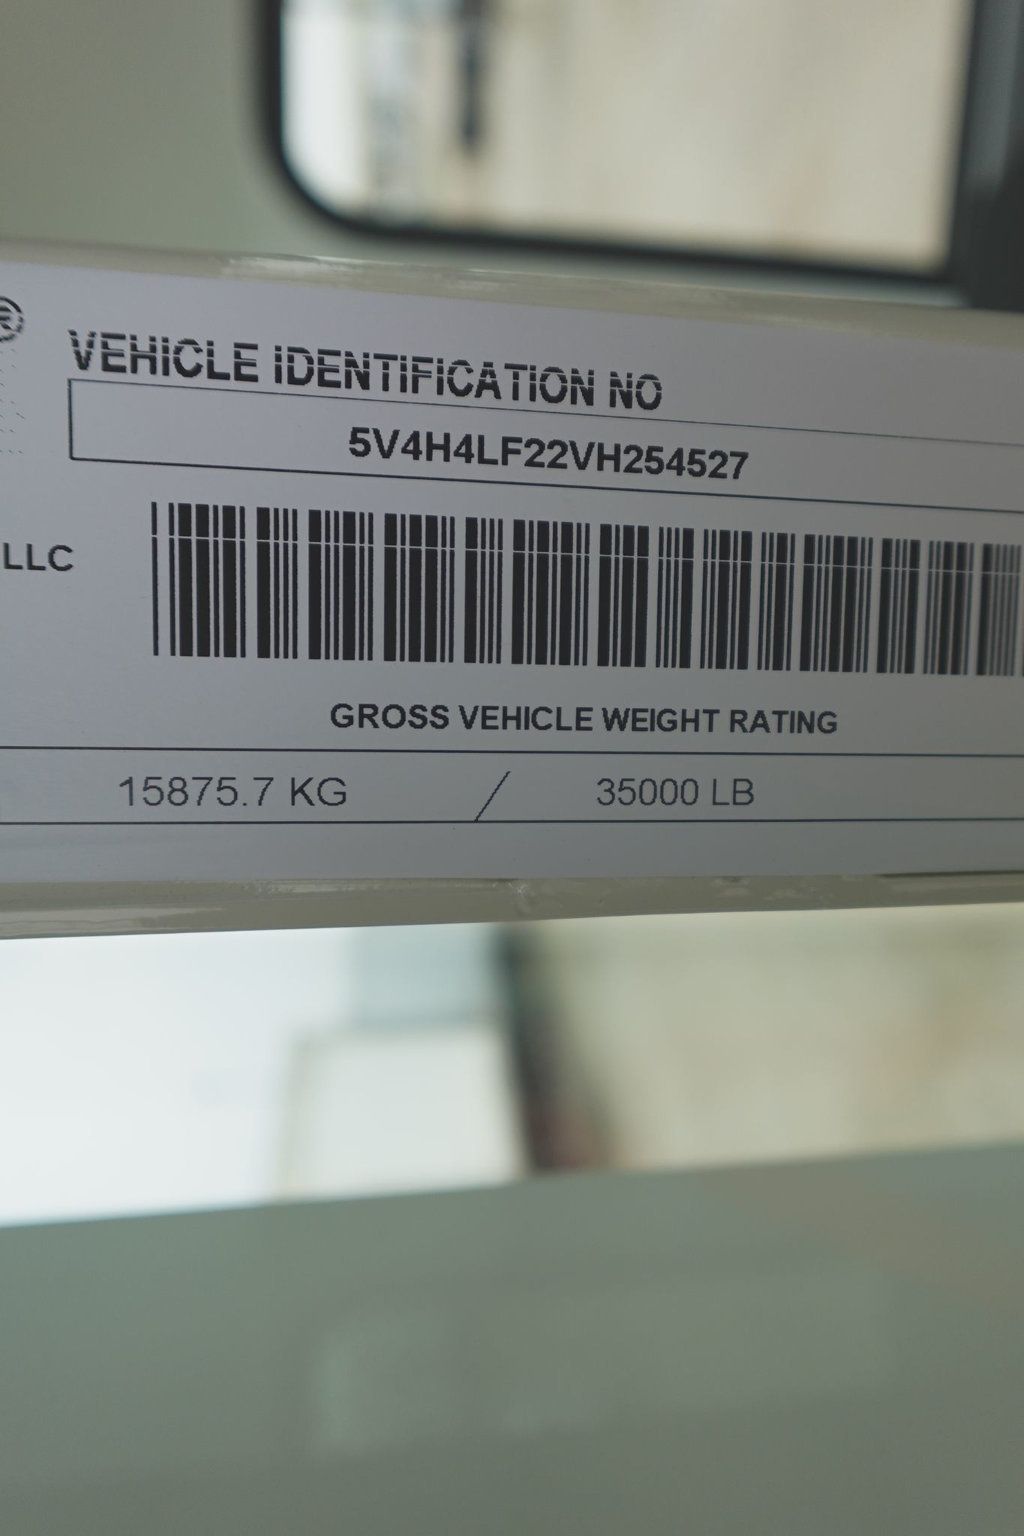 ®
VEHICLE IDENTIFICATION NO
5V4H4LF22VH254527
LLC
GROSS VEHICLE WEIGHT RATING
15875.7 KG / 35000 LB